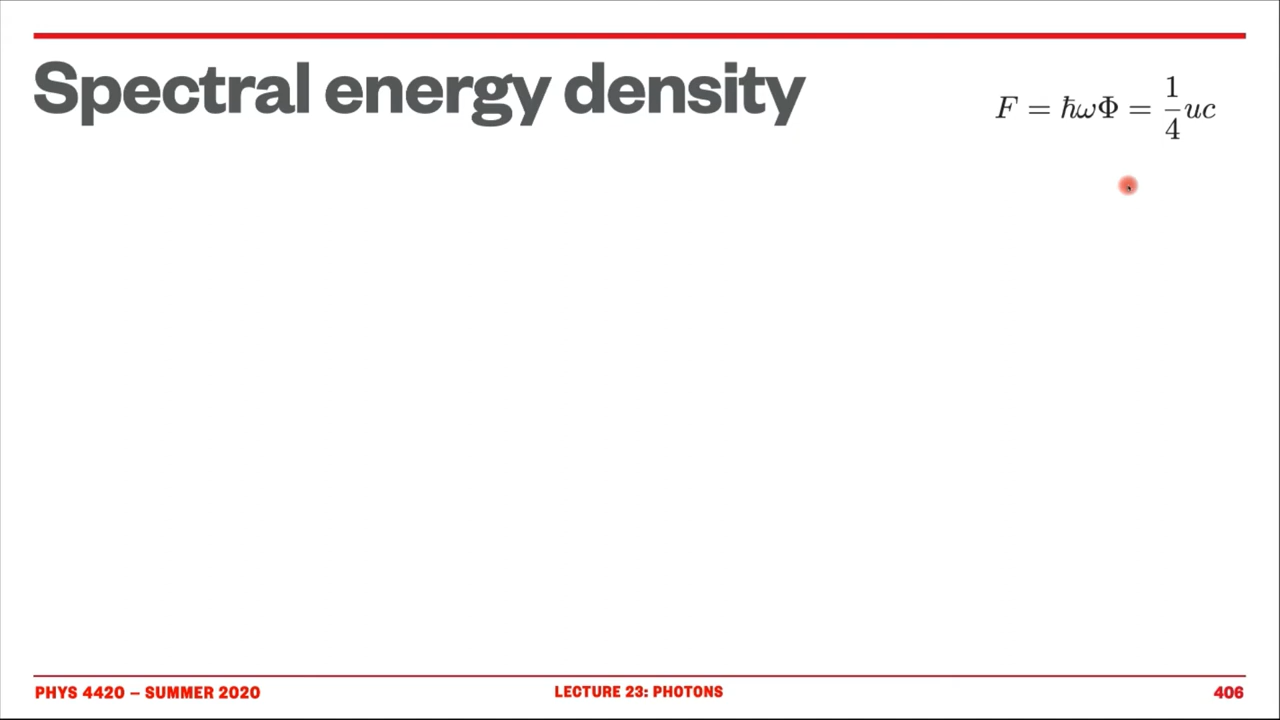 Spectral energy density
F = ħωΦ = 1/4 uc
PHYS 4420 – SUMMER 2020
LECTURE 23: PHOTONS
406